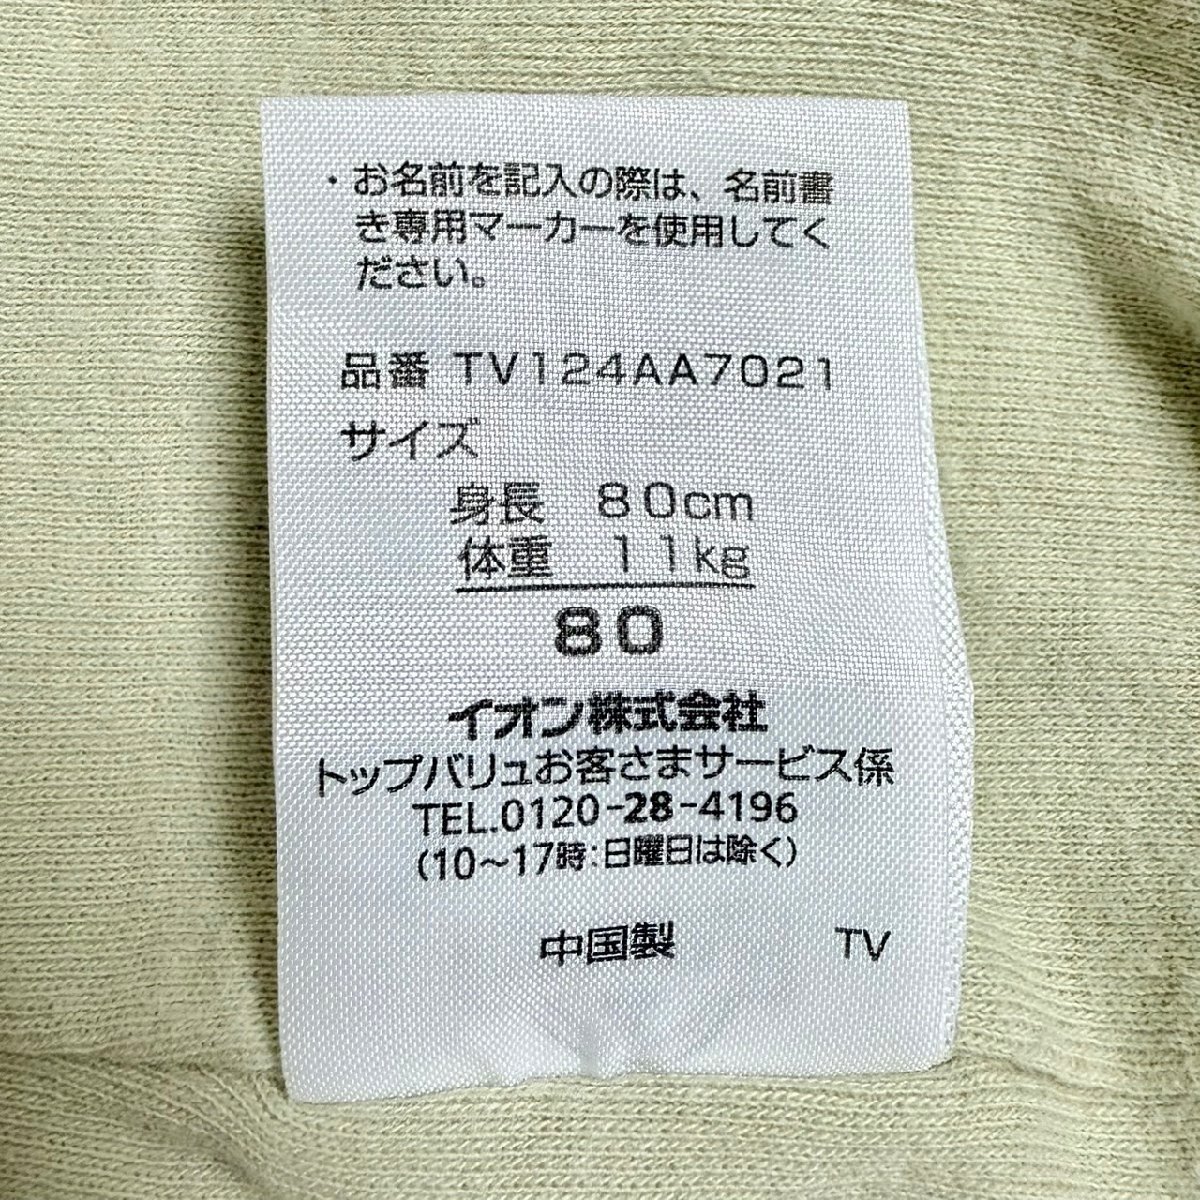 ・お名前を記入の際は、名前書
き専用マーカーを使用してく
ださい。
品番 TV124AA7021
サイズ
身長 80cm
体重 11kg
80
イオン株式会社
トップバリュお客さまサービス係
TEL.0120-28-4196
(10～17時:日曜日は除く)
中国製 TV